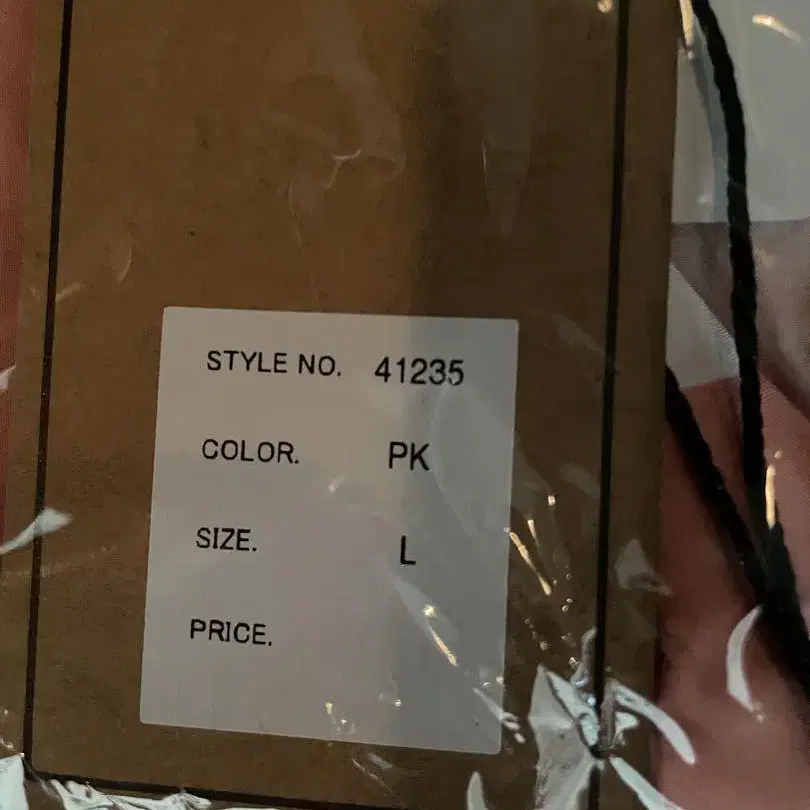 STYLE NO. 41235
COLOR. PK
SIZE. L
PRICE.